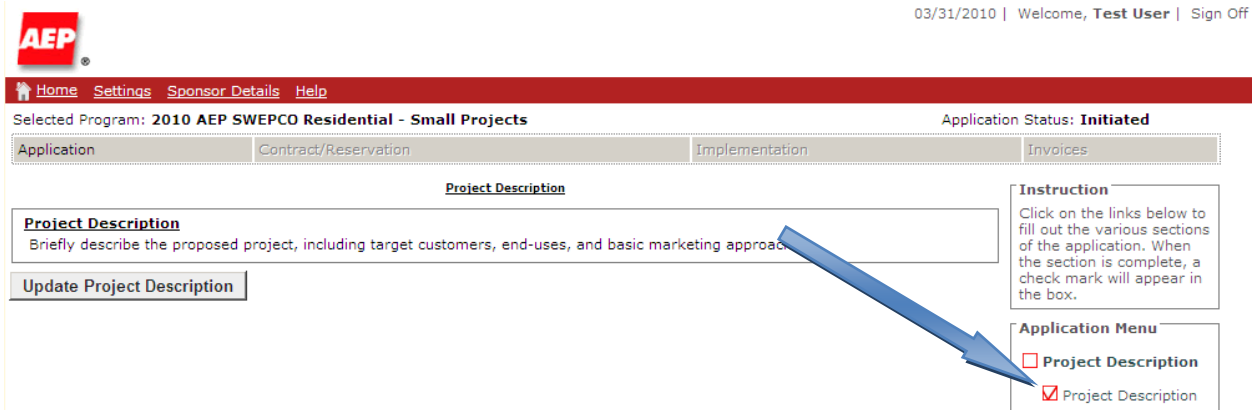 03/31/2010 | Welcome, Test User | Sign Off
AEP ®
Home Settings Sponsor Details Help
Selected Program: 2010 AEP SWEPCO Residential - Small Projects Application Status: Initiated
Application Contract/Reservation Implementation Invoices
Project Description
Project Description
Briefly describe the proposed project, including target customers, end-uses, and basic marketing
Update Project Description
Instruction
Click on the links below to
fill out the various sections
of the application. When
the section is complete, a
check mark will appear in
the box.
Application Menu
Project Description
Project Description